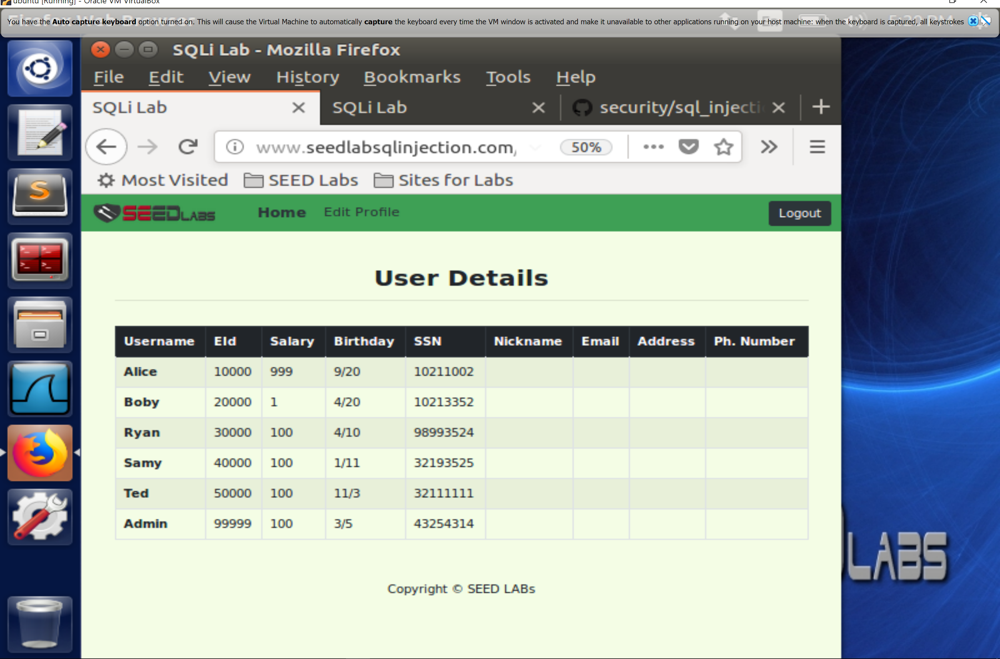 ubuntu [Running] - Oracle VM VirtualBox
You have the Auto capture keyboard option turned on. This will cause the Virtual Machine to automatically capture the keyboard every time the VM window is activated and make it unavailable to other applications running on your host machine: when the keyboard is captured, all keystrokes
SQLi Lab - Mozilla Firefox
File Edit View History Bookmarks Tools Help
SQLi Lab SQLi Lab security/sql_injecti
www.seedlabsqlinjection.com/ 50%
Most Visited SEED Labs Sites for Labs
SEEDLABS Home Edit Profile Logout
User Details
Username EId Salary Birthday SSN Nickname Email Address Ph. Number
Alice 10000 999 9/20 10211002
Boby 20000 1 4/20 10213352
Ryan 30000 100 4/10 98993524
Samy 40000 100 1/11 32193525
Ted 50000 100 11/3 32111111
Admin 99999 100 3/5 43254314
LABS
Copyright © SEED LABs